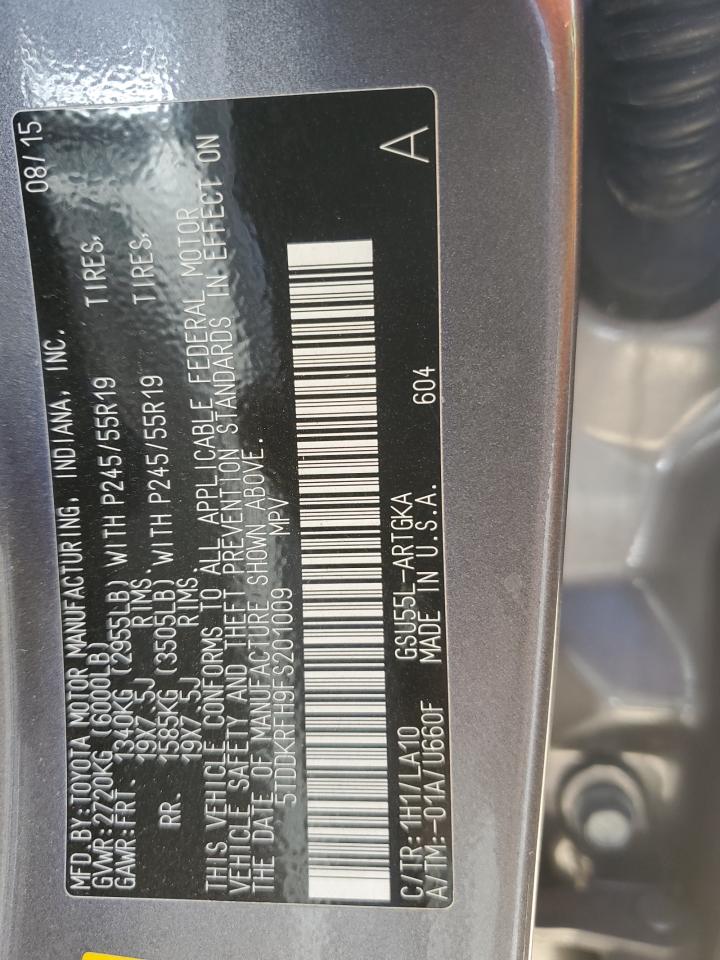 MFD.BY:TOYOTA MOTOR MANUFACTURING, INDIANA, INC. 08/15
GVWR:2720KG (6000LB)
GAWR:FRT. 1340KG (2955LB) WITH P245/55R19 TIRES,
19X7.5J RIMS.
RR. 1585KG (3505LB) WITH P245/55R19 TIRES,
19X7.5J RIMS.
THIS VEHICLE CONFORMS TO ALL APPLICABLE FEDERAL MOTOR
VEHICLE SAFETY AND THEFT PREVENTION STANDARDS IN EFFECT ON
THE DATE OF MANUFACTURE SHOWN ABOVE.
5TDDKRFH9FS201009 MPV
C/TR:1H1/LA10 GSU55L-ARTGKA 604 A
A/TM:-01A/U660F MADE IN U.S.A.